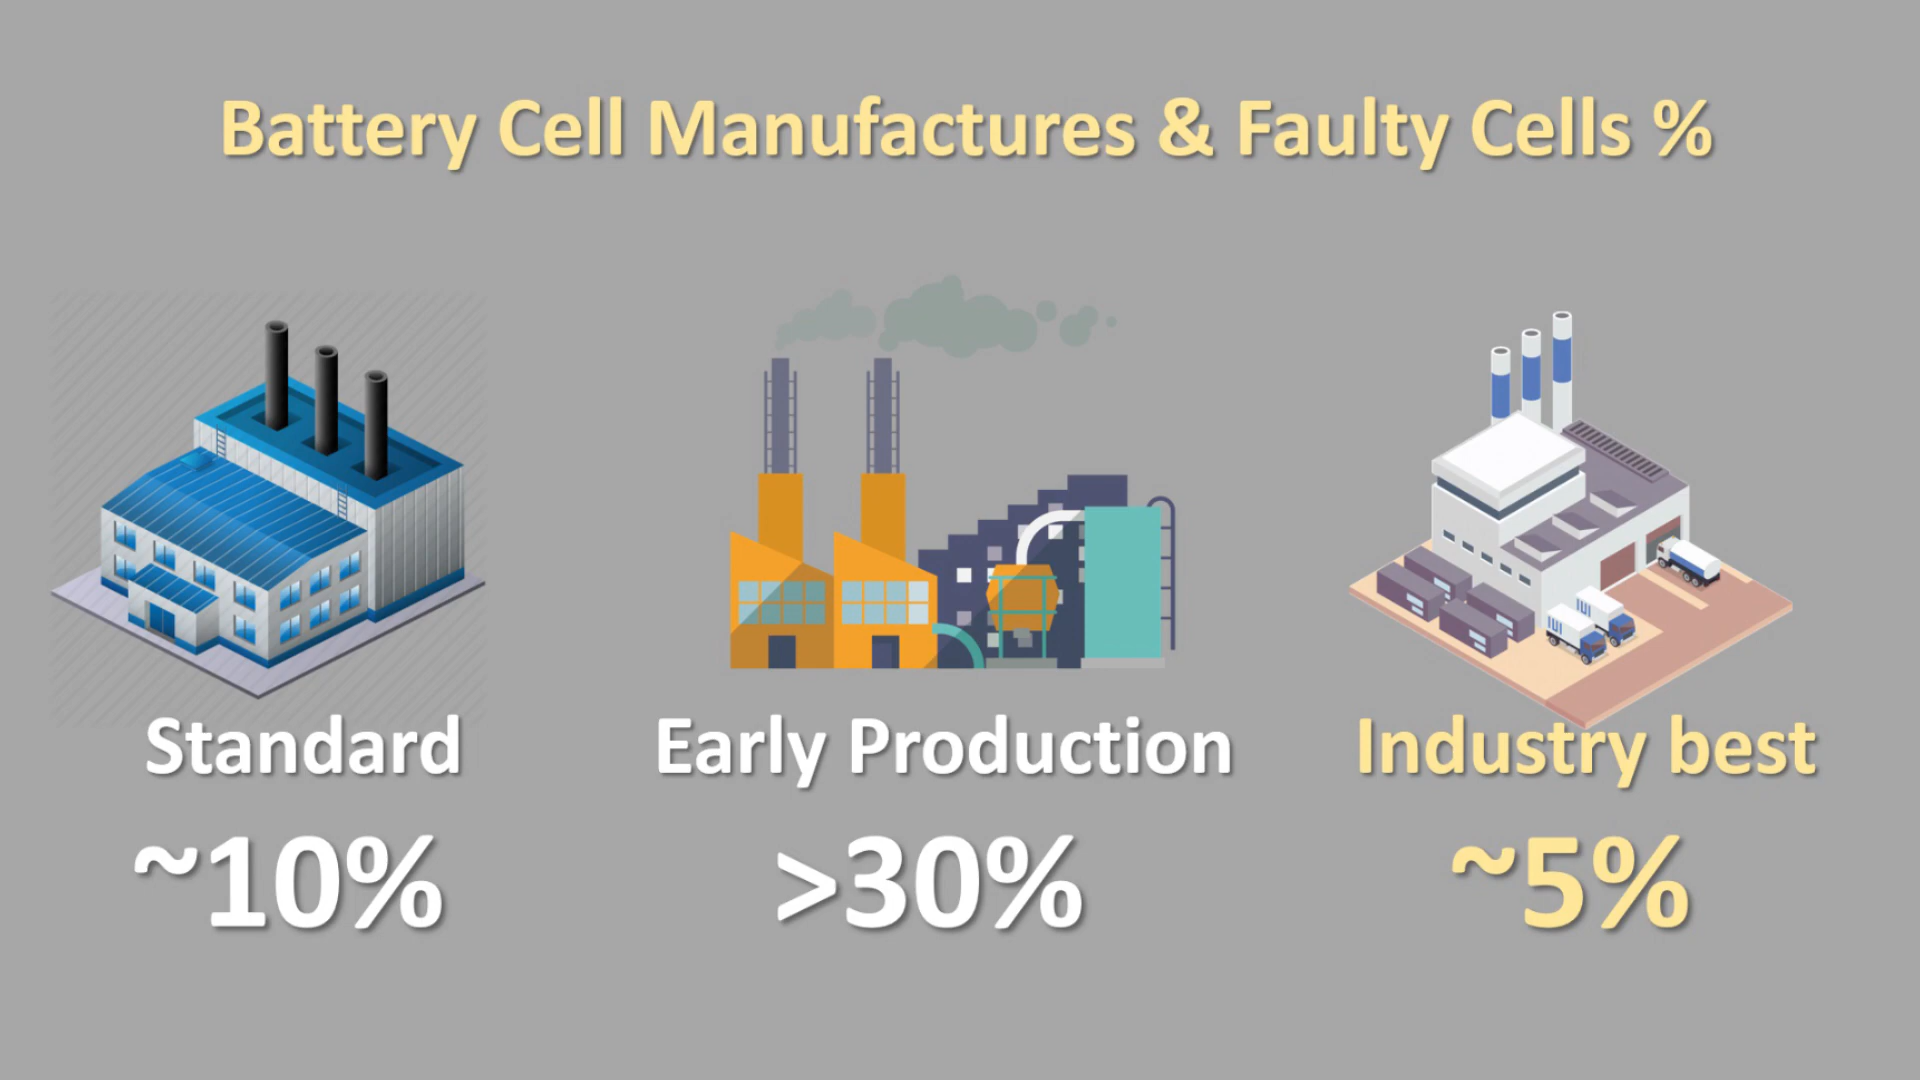 Battery Cell Manufactures & Faulty Cells %
Standard
Early Production
Industry best
~10%
>30%
~5%